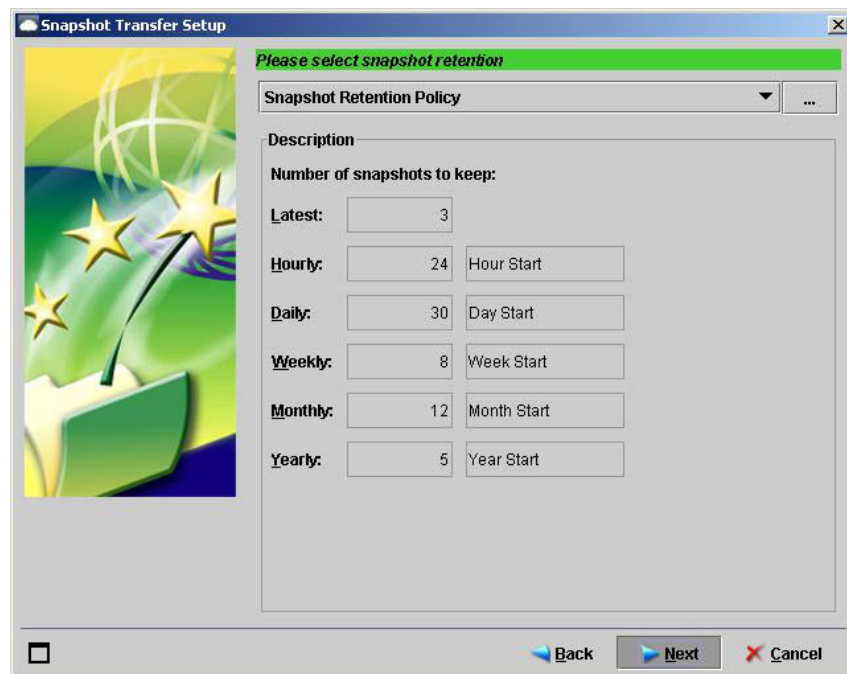 Snapshot Transfer Setup
Please select snapshot retention
Snapshot Retention Policy ...
Description
Number of snapshots to keep:
Latest: 3
Hourly: 24 Hour Start
Daily: 30 Day Start
Weekly: 8 Week Start
Monthly: 12 Month Start
Yearly: 5 Year Start
Back Next Cancel